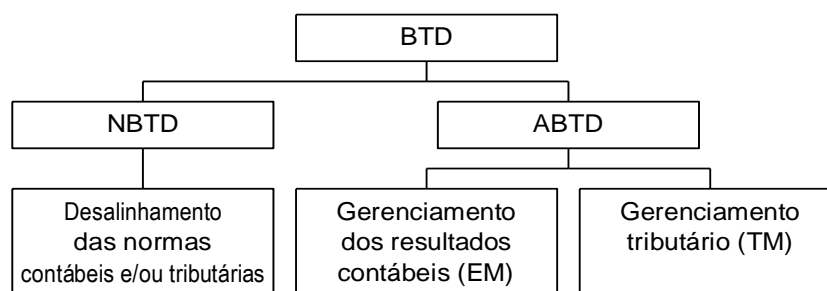 BTD
NBTD
ABTD
Desalinhamento
das normas
contábeis e/ou tributárias
Gerenciamento
dos resultados
contábeis (EM)
Gerenciamento
tributário (TM)